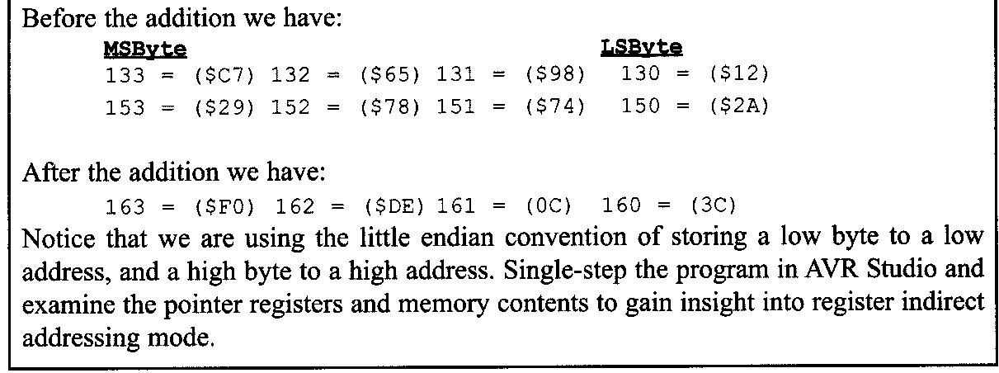 Before the addition we have:
MSByte LSByte
133 = ($C7) 132 = ($65) 131 = ($98) 130 = ($12)
153 = ($29) 152 = ($78) 151 = ($74) 150 = ($2A)
After the addition we have:
163 = ($F0) 162 = ($DE) 161 = (0C) 160 = (3C)
Notice that we are using the little endian convention of storing a low byte to a low
address, and a high byte to a high address. Single-step the program in AVR Studio and
examine the pointer registers and memory contents to gain insight into register indirect
addressing mode.